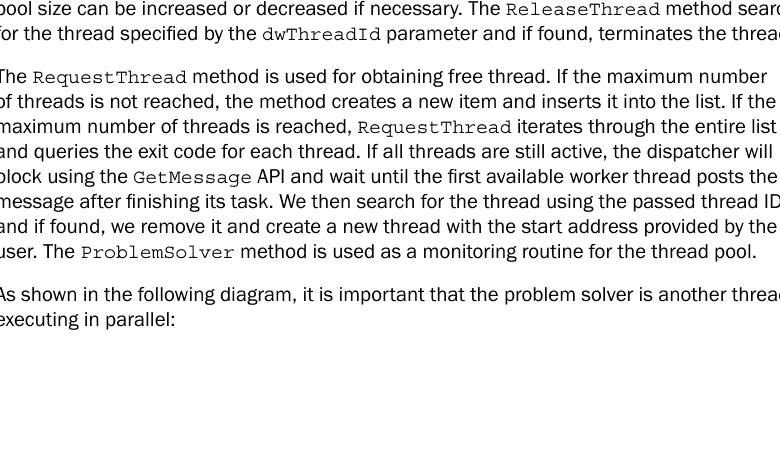 pool size can be increased or decreased if necessary. The ReleaseThread method searc
for the thread specified by the dwThreadId parameter and if found, terminates the threa
The RequestThread method is used for obtaining free thread. If the maximum number
of threads is not reached, the method creates a new item and inserts it into the list. If the
maximum number of threads is reached, RequestThread iterates through the entire list
and queries the exit code for each thread. If all threads are still active, the dispatcher will
block using the GetMessage API and wait until the first available worker thread posts the
message after finishing its task. We then search for the thread using the passed thread ID
and if found, we remove it and create a new thread with the start address provided by the
user. The ProblemSolver method is used as a monitoring routine for the thread pool.
As shown in the following diagram, it is important that the problem solver is another threa
executing in parallel: